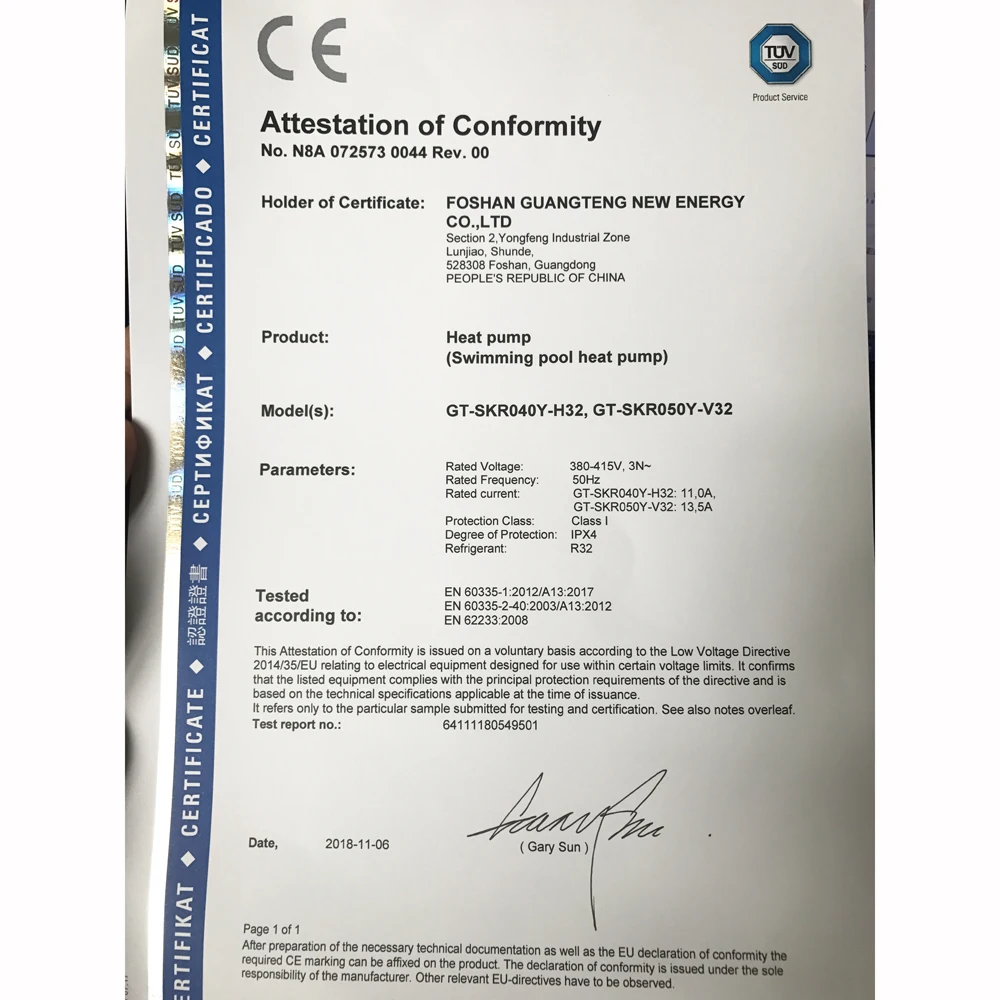 CE
TÜV
SÜD
Product Service
Attestation of Conformity
No. N8A 072573 0044 Rev. 00
Holder of Certificate: FOSHAN GUANGTENG NEW ENERGY
CO.,LTD
Section 2,Yongfeng Industrial Zone
Lunjiao, Shunde,
528308 Foshan, Guangdong
PEOPLE'S REPUBLIC OF CHINA
Product: Heat pump
(Swimming pool heat pump)
Model(s): GT-SKR040Y-H32, GT-SKR050Y-V32
Parameters: Rated Voltage: 380-415V, 3N~
Rated Frequency: 50Hz
Rated current: GT-SKR040Y-H32: 11,0A,
GT-SKR050Y-V32: 13,5A
Protection Class: Class I
Degree of Protection: IPX4
Refrigerant: R32
Tested
according to:
EN 60335-1:2012/A13:2017
EN 60335-2-40:2003/A13:2012
EN 62233:2008
This Attestation of Conformity is issued on a voluntary basis according to the Low Voltage Directive
2014/35/EU relating to electrical equipment designed for use within certain voltage limits. It confirms
that the listed equipment complies with the principal protection requirements of the directive and is
based on the technical specifications applicable at the time of issuance.
It refers only to the particular sample submitted for testing and certification. See also notes overleaf.
Test report no.: 64111180549501
Date, 2018-11-06
( Gary Sun )
Page 1 of 1
After preparation of the necessary technical documentation as well as the EU declaration of conformity the
required CE marking can be affixed on the product. The declaration of conformity is issued under the sole
responsibility of the manufacturer. Other relevant EU-directives have to be observed.
ERTIFIKAT ◆ CERTIFICATE ◆ 認證證書 ◆ СЕРТИФИКАТ ◆ CERTIFICADO ◆ CERTIFICAT
TÜV SÜD TÜV SÜD TÜV SÜD TÜV SÜD